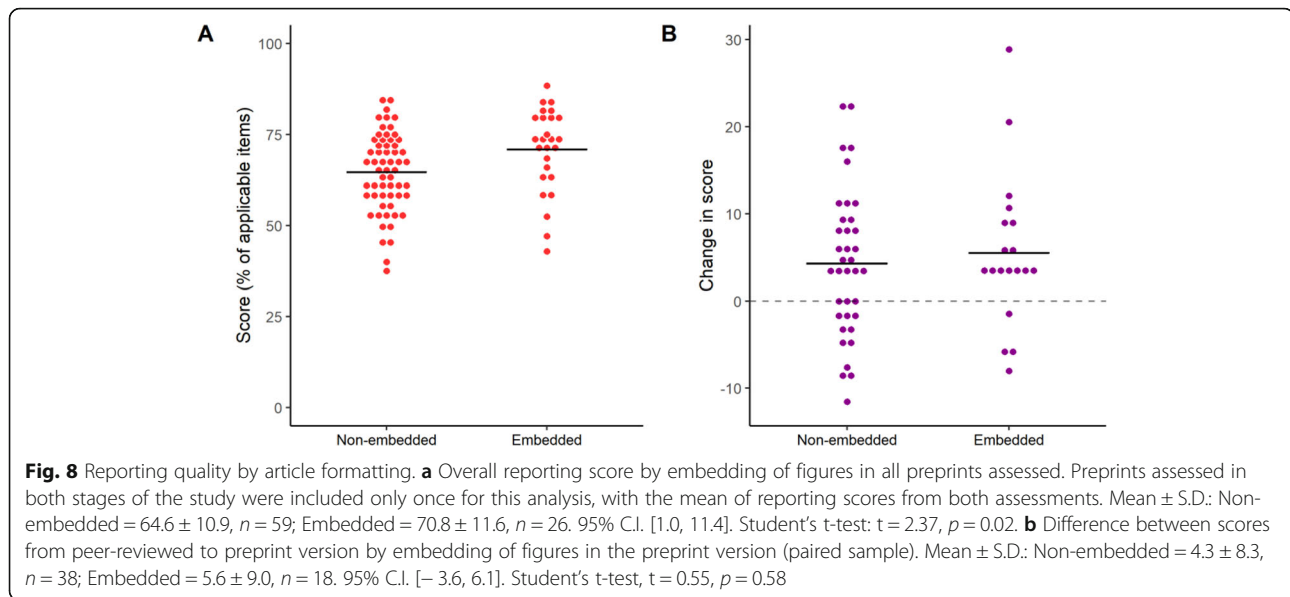 A
B
100
75
50
25
0
Score (% of applicable items)
Non-embedded
Embedded
30
20
10
0
-10
Change in score
Non-embedded
Embedded
Fig. 8 Reporting quality by article formatting. a Overall reporting score by embedding of figures in all preprints assessed. Preprints assessed in
both stages of the study were included only once for this analysis, with the mean of reporting scores from both assessments. Mean ± S.D.: Non-
embedded = 64.6 ± 10.9, n = 59; Embedded = 70.8 ± 11.6, n = 26. 95% C.I. [1.0, 11.4]. Student's t-test: t = 2.37, p = 0.02. b Difference between scores
from peer-reviewed to preprint version by embedding of figures in the preprint version (paired sample). Mean ± S.D.: Non-embedded = 4.3 ± 8.3,
n = 38; Embedded = 5.6 ± 9.0, n = 18. 95% C.I. [− 3.6, 6.1]. Student's t-test, t = 0.55, p = 0.58